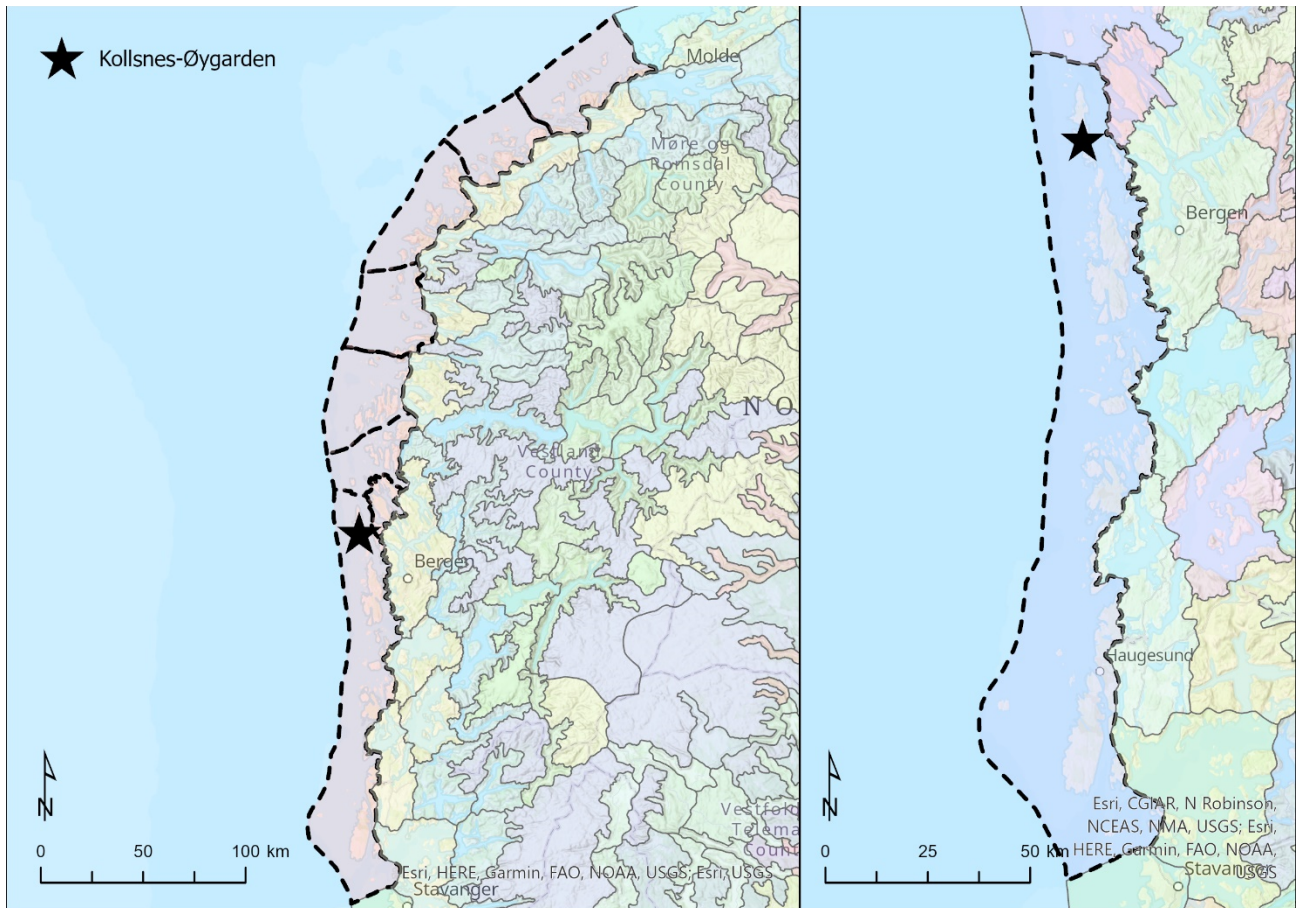 Kollsnes-Øygarden
Molde
Møre og
Romsdal
County
N O
Vestland
County
Bergen
Vestfold
Telema
Count
Esri, HERE, Garmin, FAO, NOAA, USGS; Esri, USGS
Stavanger
N
0 50 100 km
Bergen
Haugesund
Esri, CGIAR, N Robinson,
NCEAS, NMA, USGS; Esri,
HERE, Garmin, FAO, NOAA,
USGS
Stavanger
N
0 25 50 km